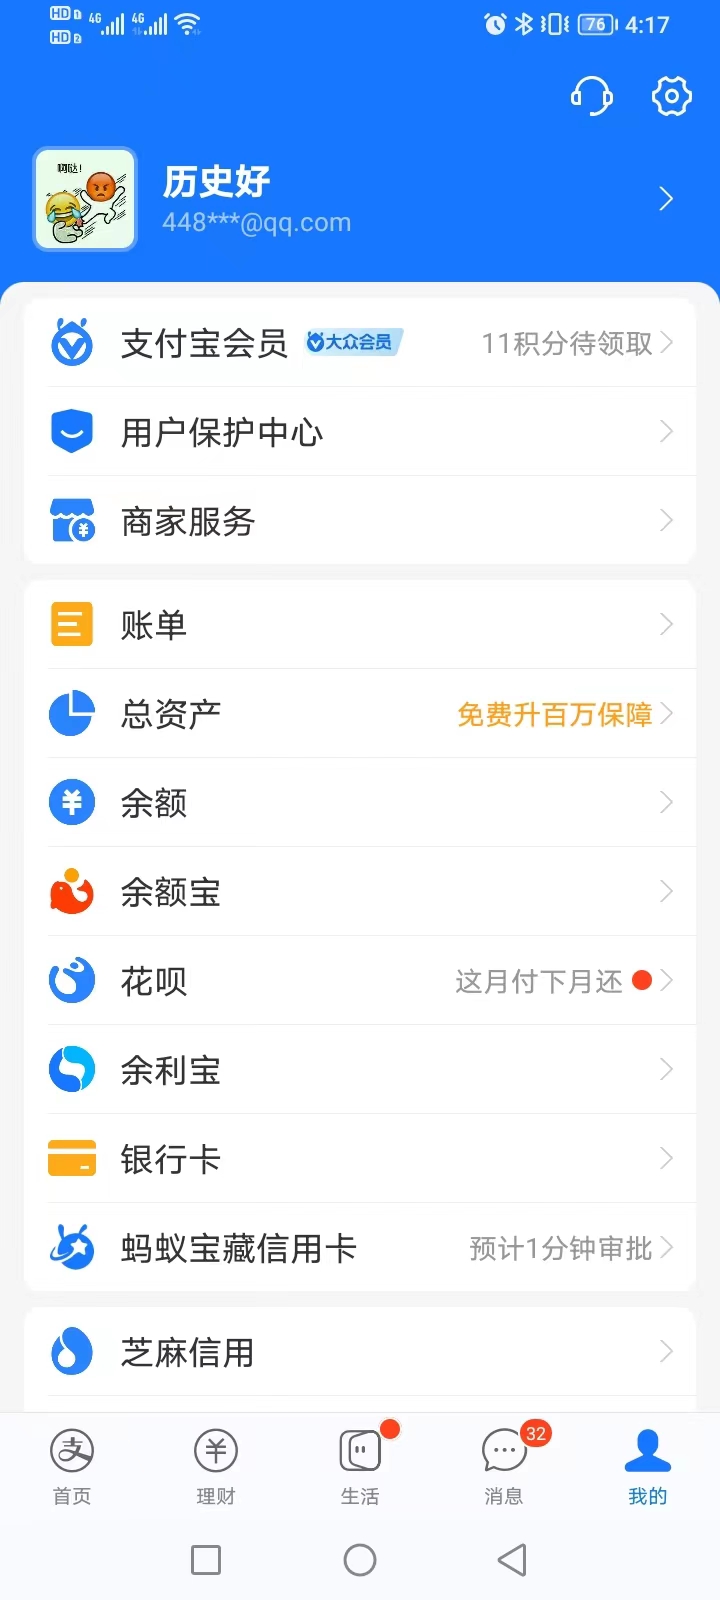 HD 1 4G 4G 76 4:17
HD 2
啊哒!
历史好
448***@qq.com
支付宝会员 大众会员 11积分待领取
用户保护中心
商家服务
账单
总资产 免费升百万保障
余额
余额宝
花呗 这月付下月还
余利宝
银行卡
蚂蚁宝藏信用卡 预计1分钟审批
芝麻信用
支 32
首页 理财 生活 消息 我的